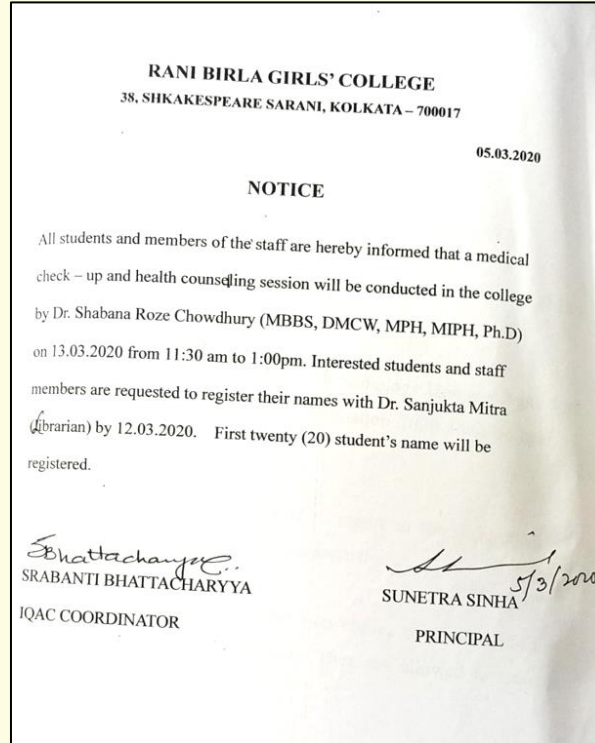 RANI BIRLA GIRLS' COLLEGE
38, SHKAKESPEARE SARANI, KOLKATA – 700017
05.03.2020
NOTICE
All students and members of the staff are hereby informed that a medical
check – up and health counseling session will be conducted in the college
by Dr. Shabana Roze Chowdhury (MBBS, DMCW, MPH, MIPH, Ph.D)
on 13.03.2020 from 11:30 am to 1:00pm. Interested students and staff
members are requested to register their names with Dr. Sanjukta Mitra
(Librarian) by 12.03.2020. First twenty (20) student's name will be
registered.
SBhattacharyya
SRABANTI BHATTACHARYYA
IQAC COORDINATOR
5/3/2020
SUNETRA SINHA
PRINCIPAL